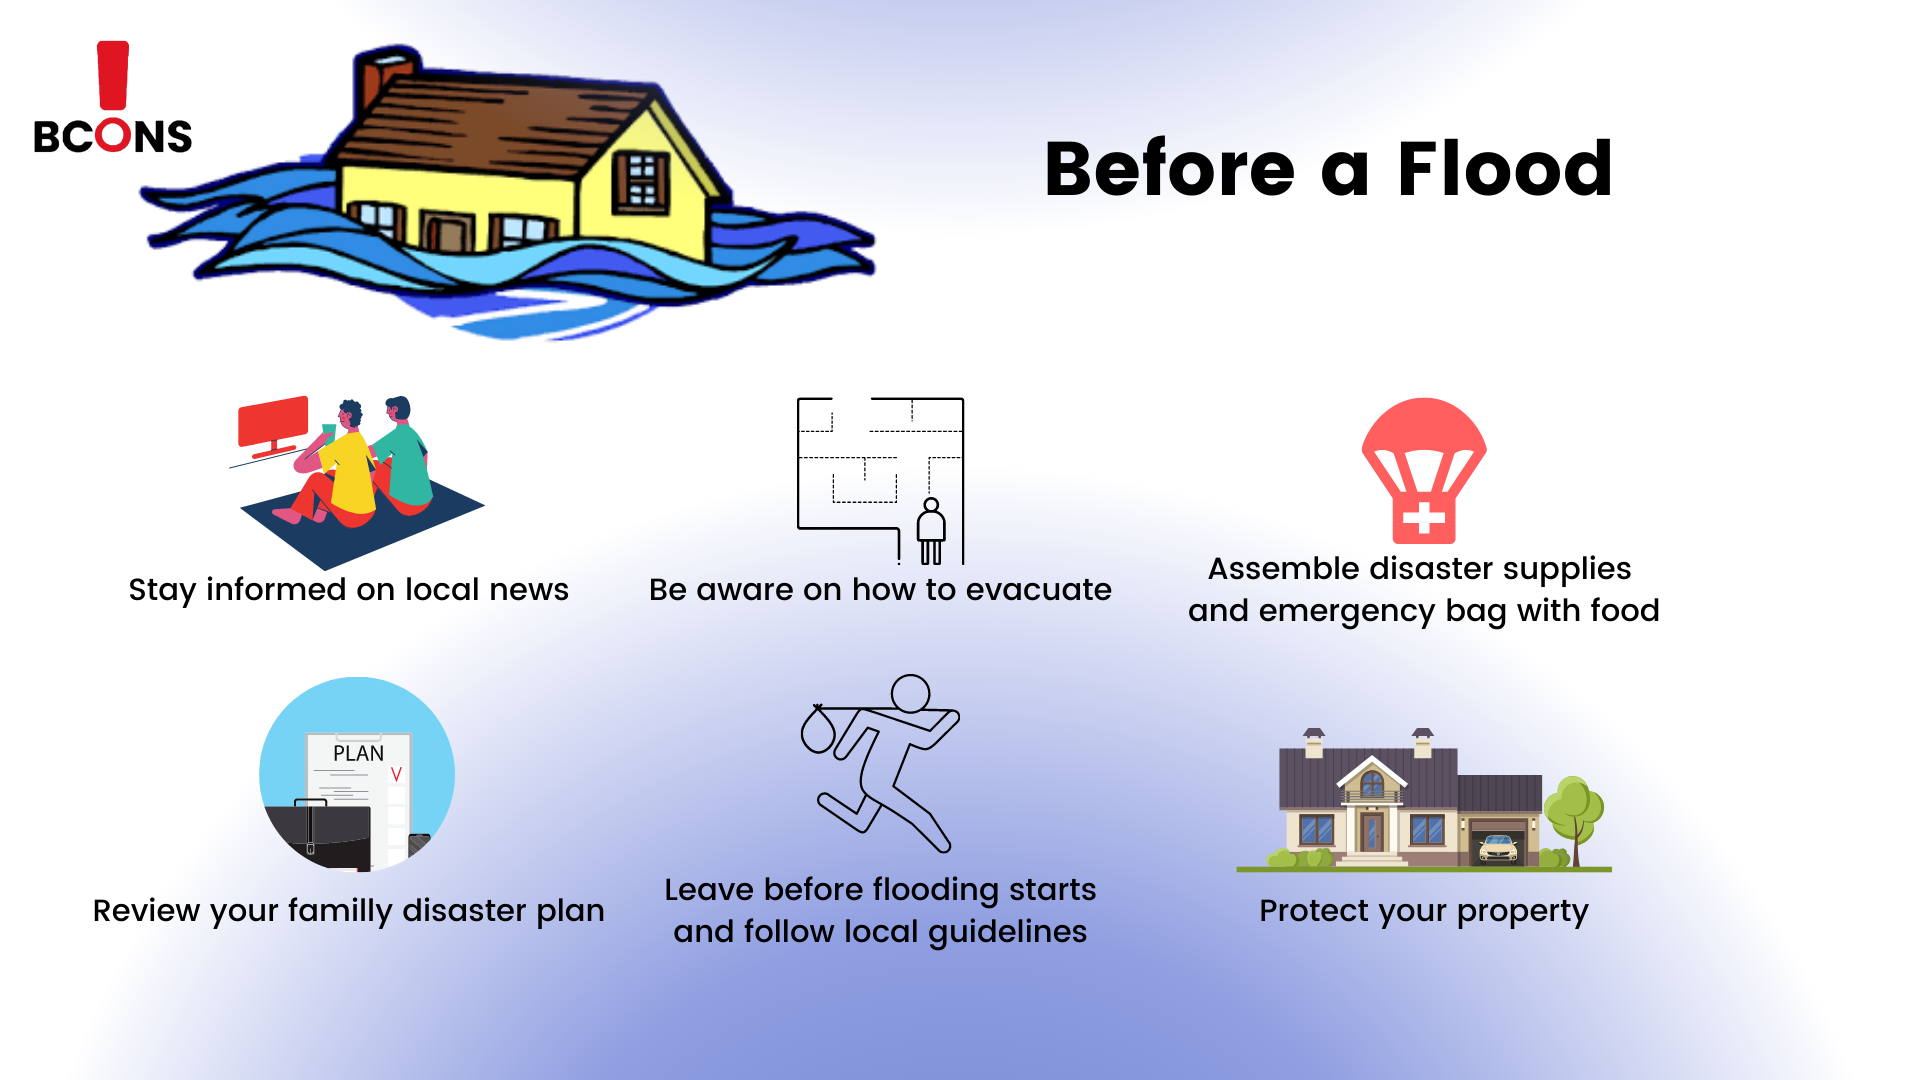 BCONS
Before a Flood
Stay informed on local news
Be aware on how to evacuate
Assemble disaster supplies
and emergency bag with food
PLAN
V
Review your familly disaster plan
Leave before flooding starts
and follow local guidelines
Protect your property